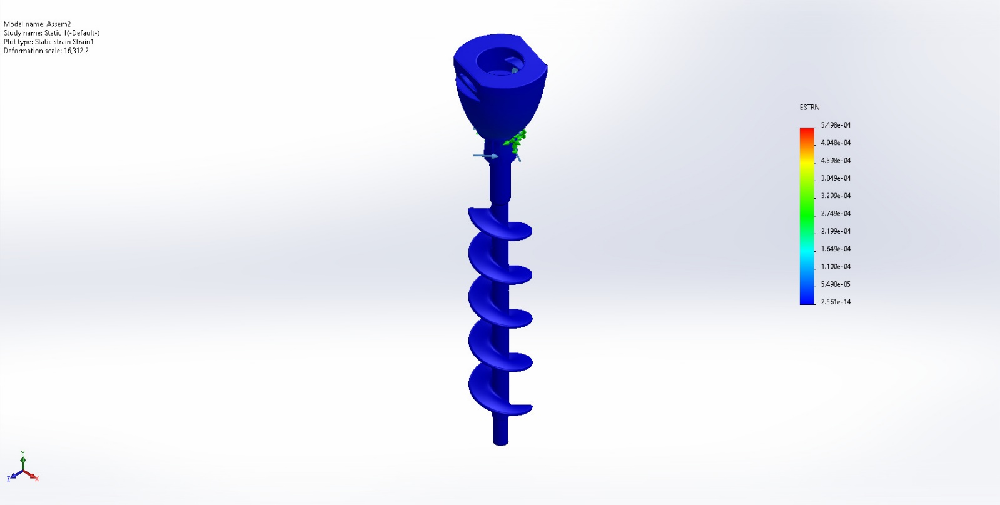 Model name: Assem2
Study name: Static 1(-Default-)
Plot type: Static strain Strain1
Deformation scale: 16,312.2
ESTRN
5.498e-04
4.948e-04
4.398e-04
3.849e-04
3.299e-04
2.749e-04
2.199e-04
1.649e-04
1.100e-04
5.498e-05
2.561e-14
Y
Z
X